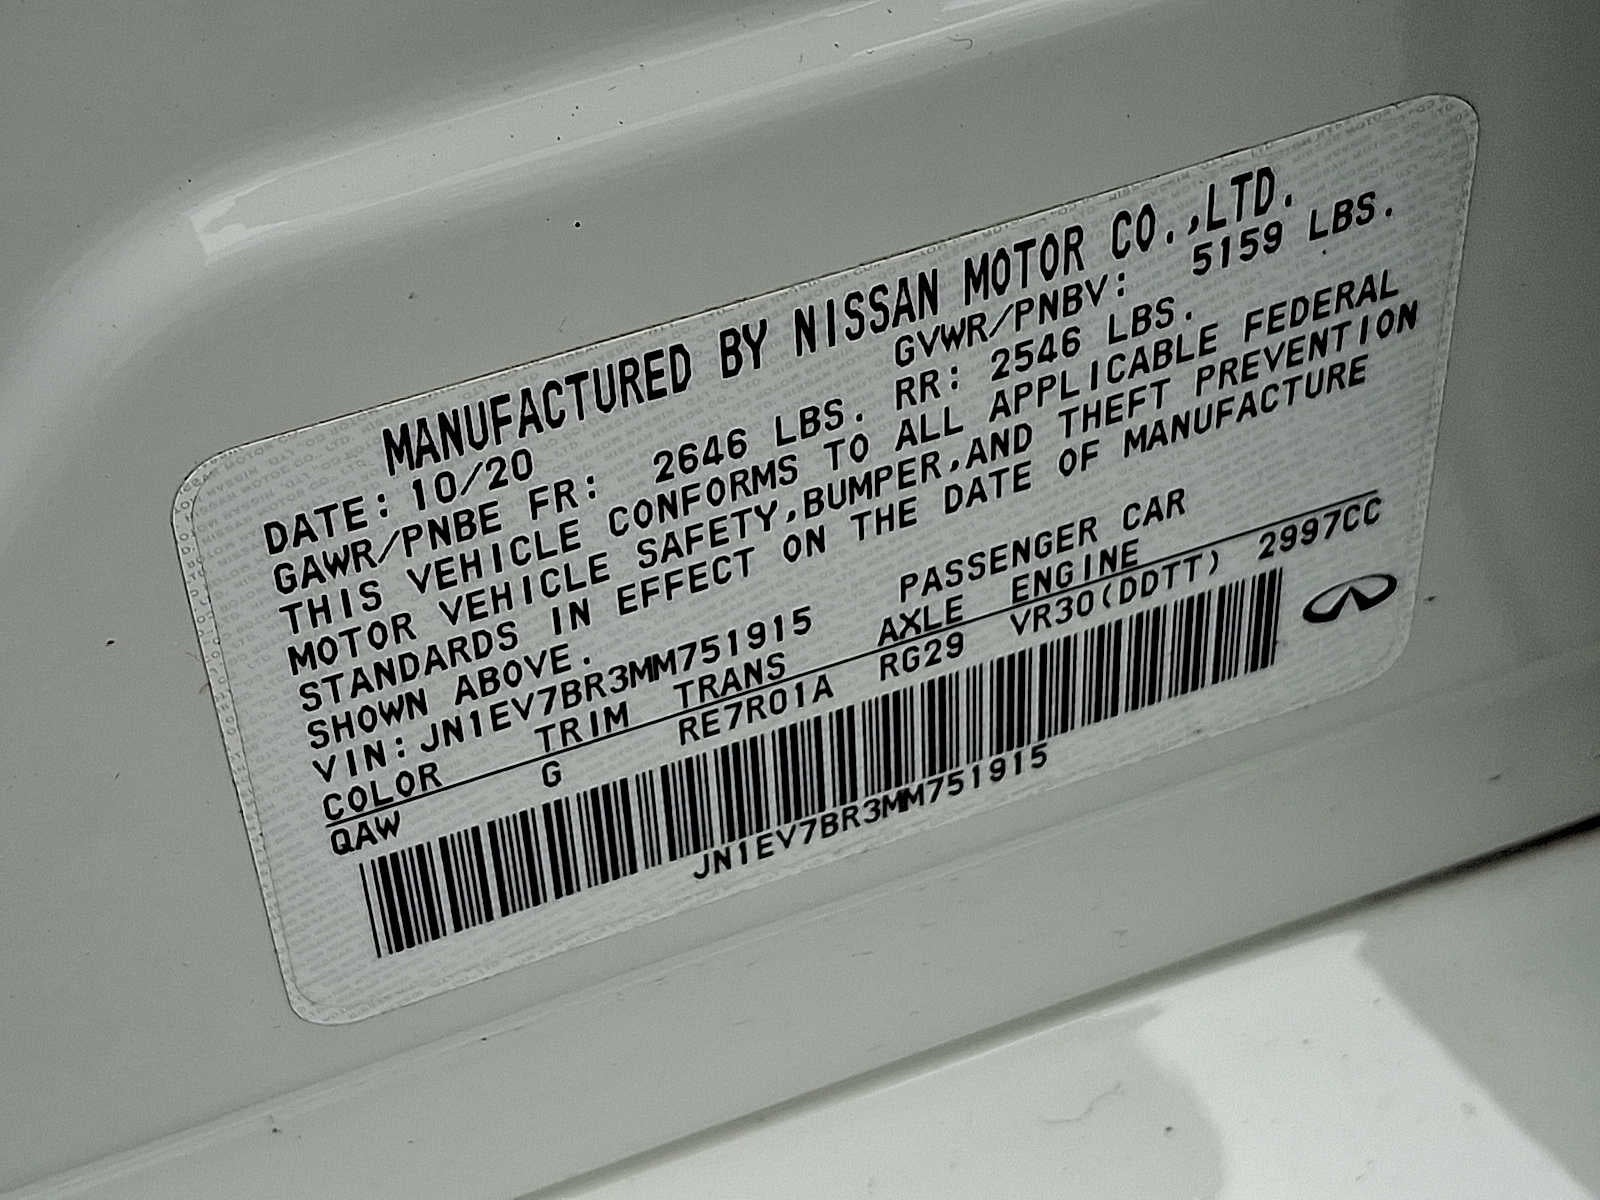 MANUFACTURED BY NISSAN MOTOR CO.,LTD.
DATE: 10/20 GVWR/PNBV: 5159 LBS.
GAWR/PNBE FR: 2646 LBS. RR: 2546 LBS.
THIS VEHICLE CONFORMS TO ALL APPLICABLE FEDERAL
MOTOR VEHICLE SAFETY,BUMPER,AND THEFT PREVENTION
STANDARDS IN EFFECT ON THE DATE OF MANUFACTURE
SHOWN ABOVE.
VIN: JN1EV7BR3MM751915 PASSENGER CAR
COLOR TRIM TRANS AXLE ENGINE
QAW G RE7R01A RG29 VR30(DDTT) 2997CC
JN1EV7BR3MM751915